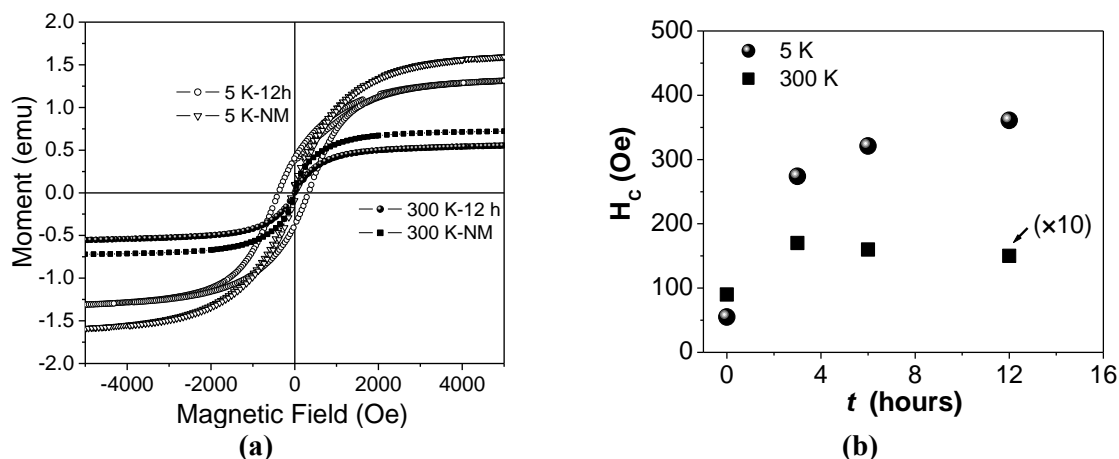 2.0
1.5
1.0
0.5
0.0
-0.5
-1.0
-1.5
-2.0
Moment (emu)
5 K-12h
5 K-NM
300 K-12 h
300 K-NM
-4000 -2000 0 2000 4000
Magnetic Field (Oe)
(a)
500
400
300
200
100
0
H_C (Oe)
5 K
300 K
(×10)
0 4 8 12 16
t (hours)
(b)